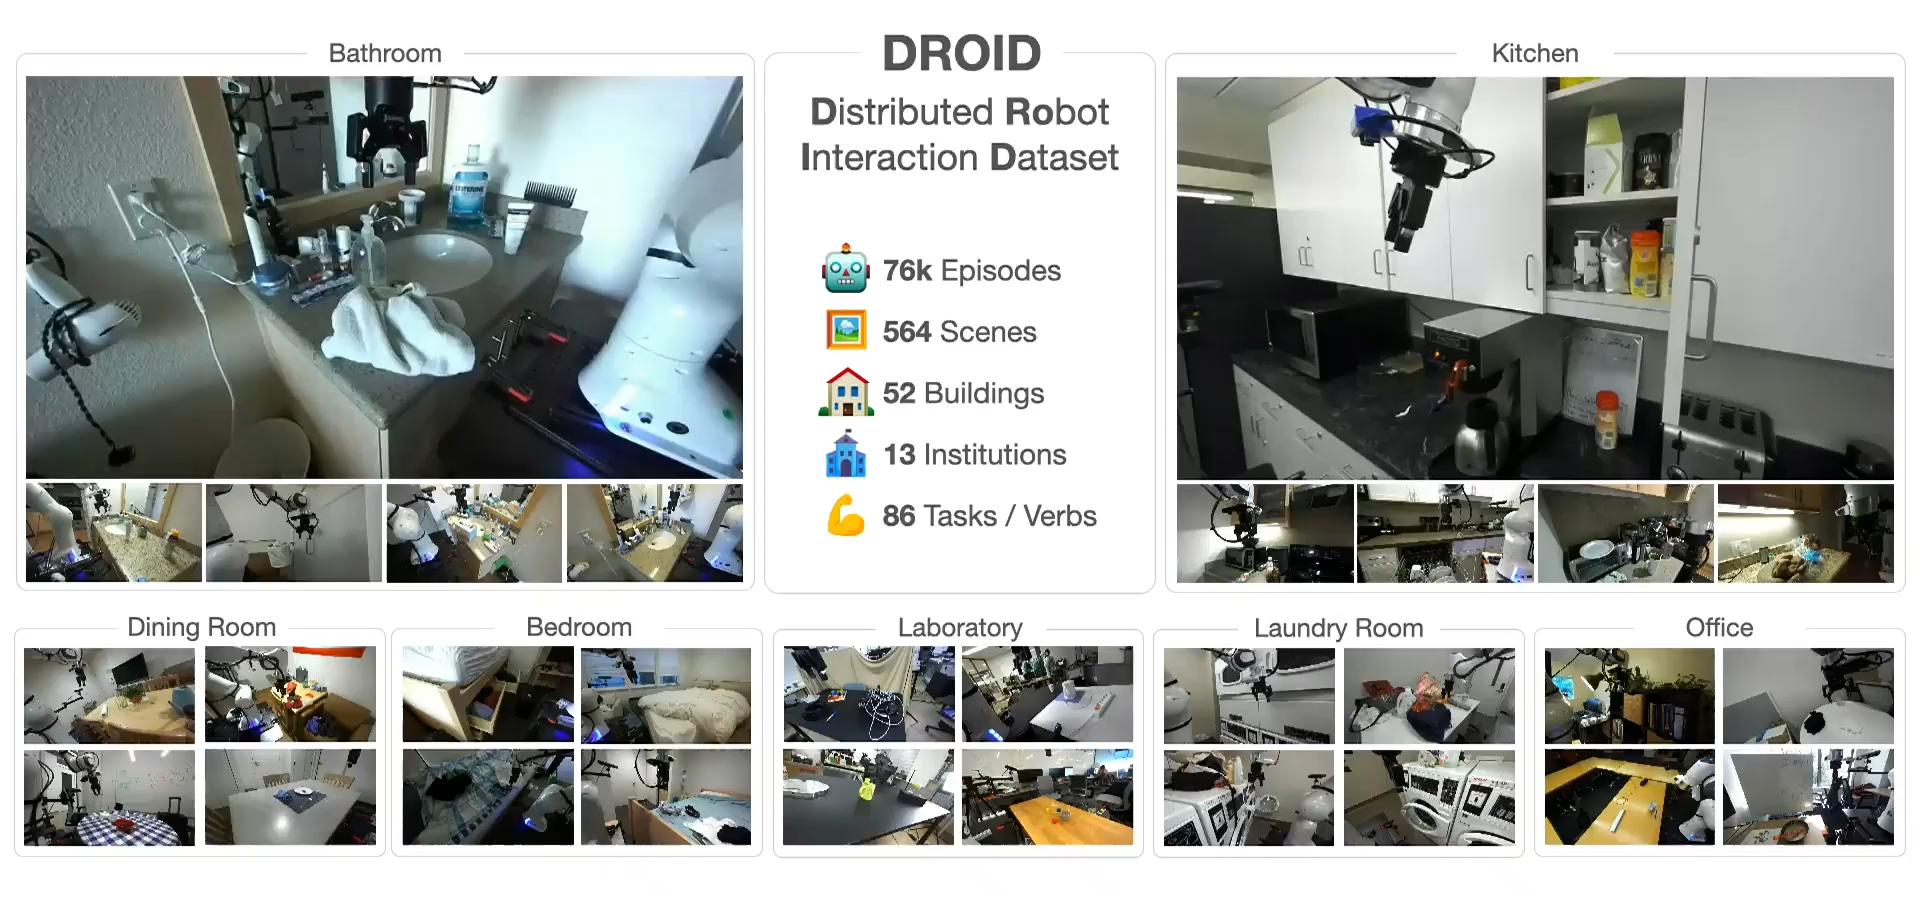 Bathroom
DROID
Distributed Robot
Interaction Dataset
76k Episodes
564 Scenes
52 Buildings
13 Institutions
86 Tasks / Verbs
Kitchen
LISTERINE
Dining Room
Bedroom
Laboratory
Laundry Room
Office